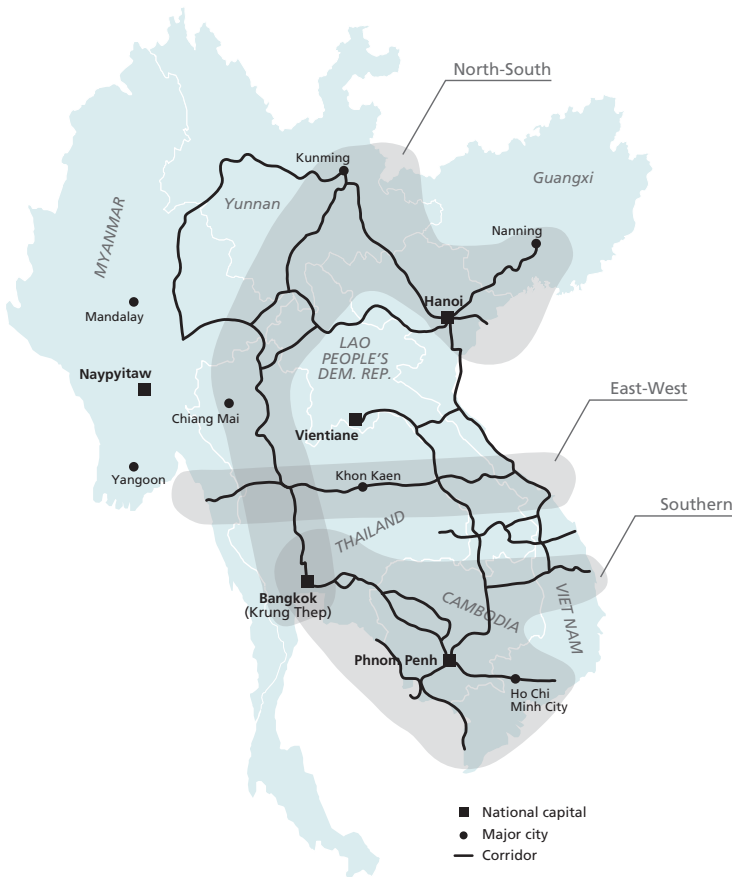 North-South
Kunming
Guangxi
Yunnan
Nanning
MYANMAR
Hanoi
Mandalay
LAO
PEOPLE'S
DEM. REP.
Naypyitaw
East-West
Chiang Mai
Vientiane
Khon Kaen
Yangoon
Southern
THAILAND
Bangkok
(Krung Thep)
CAMBODIA
VIET NAM
Phnom Penh
Ho Chi
Minh City
National capital
Major city
Corridor